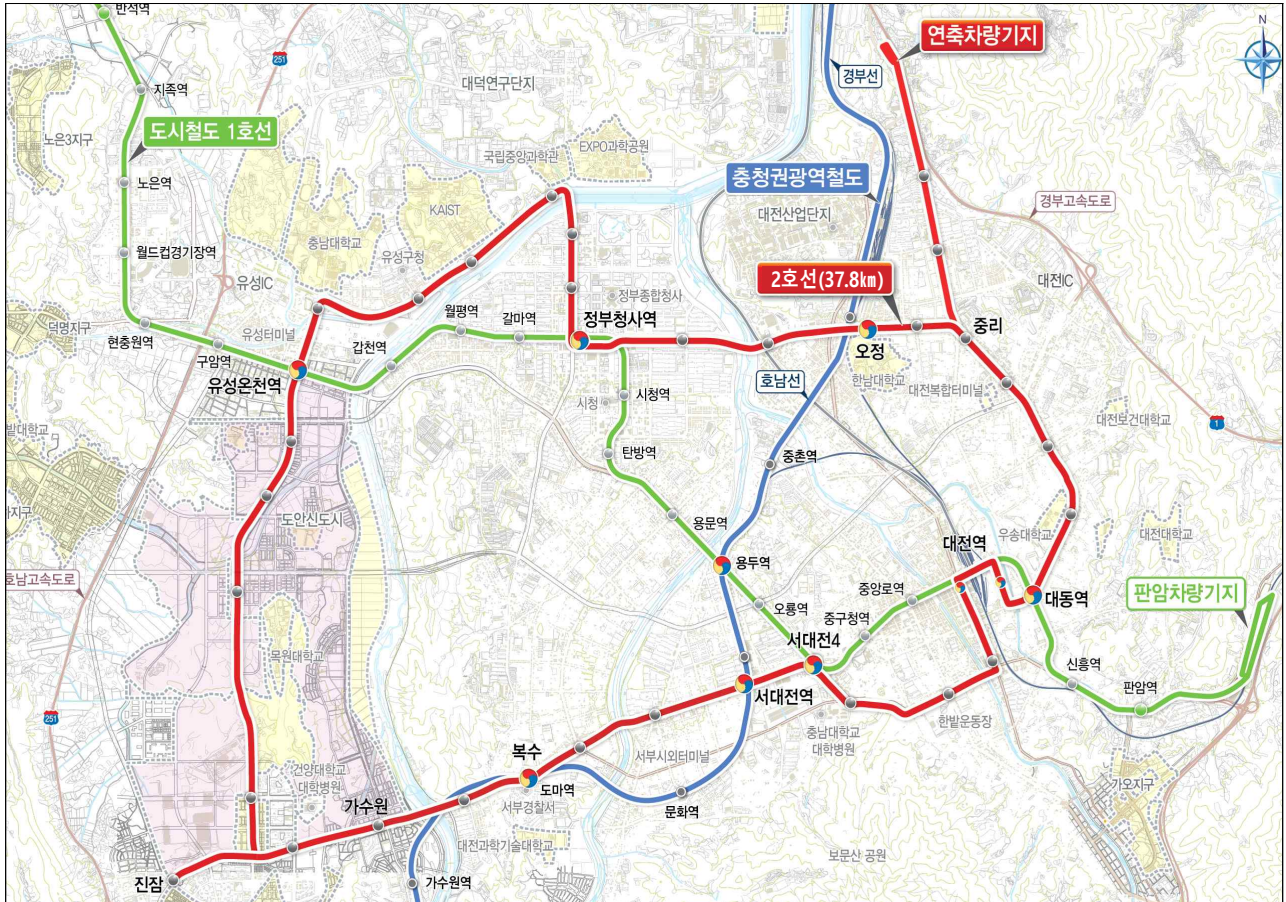 반석역
251
지족역
대덕연구단지
경부선
연축차량기지
N
노은3지구
도시철도 1호선
국립중앙과학관
EXPO과학공원
노은역
충청권광역철도
경부고속도로
KAIST
대전산업단지
충남대학교
유성구청
월드컵경기장역
유성IC
대전IC
2호선(37.8㎞)
정부종합청사
덕명지구
현충원역
유성터미널
월평역
갈마역
정부청사역
중리
구암역
갑천역
오정
유성온천역
호남선
한남대학교
대전복합터미널
시청
시청역
대전보건대학교
밭대학교
1
탄방역
중촌역
가지구
도안신도시
용문역
우송대학교
대전대학교
대전역
용두역
호남고속도로
중앙로역
대동역
판암차량기지
오룡역
중구청역
서대전4
목원대학교
신흥역
판암역
서대전역
251
충남대학교
대학병원
한밭운동장
복수
서부시외터미널
건양대학교
대학병원
가수원
도마역
서부경찰서
문화역
가오지구
대전과학기술대학교
보문산 공원
진잠
가수원역